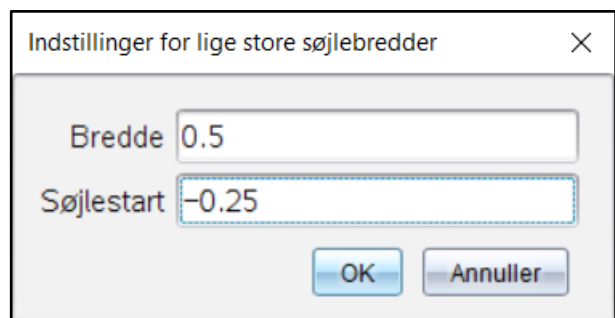 Indstillinger for lige store søjlebredder
Bredde 0.5
Søjlestart −0.25
OK Annuller